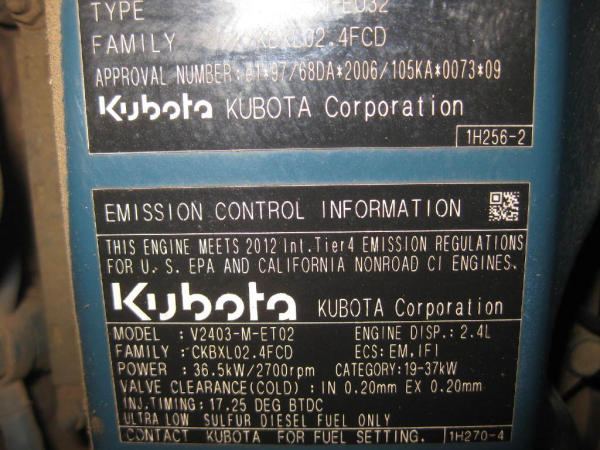 TYPE
FAMILY CKBXL02.4FCD
APPROVAL NUMBER:e1*97/68DA*2006/105KA*0073*09
Kubota KUBOTA Corporation
1H256-2
EMISSION CONTROL INFORMATION
THIS ENGINE MEETS 2012 Int.Tier4 EMISSION REGULATIONS
FOR U.S.EPA AND CALIFORNIA NONROAD CI ENGINES.
Kubota KUBOTA Corporation
MODEL : V2403-M-ET02 ENGINE DISP.: 2.4L
FAMILY : CKBXL02.4FCD ECS: EM,IFI
POWER : 36.5kW/2700rpm CATEGORY: 19-37kW
VALVE CLEARANCE(COLD) : IN 0.20mm EX 0.20mm
INJ.TIMING: 17.25 DEG BTDC
ULTRA LOW SULFUR DIESEL FUEL ONLY
CONTACT KUBOTA FOR FUEL SETTING. 1H270-4